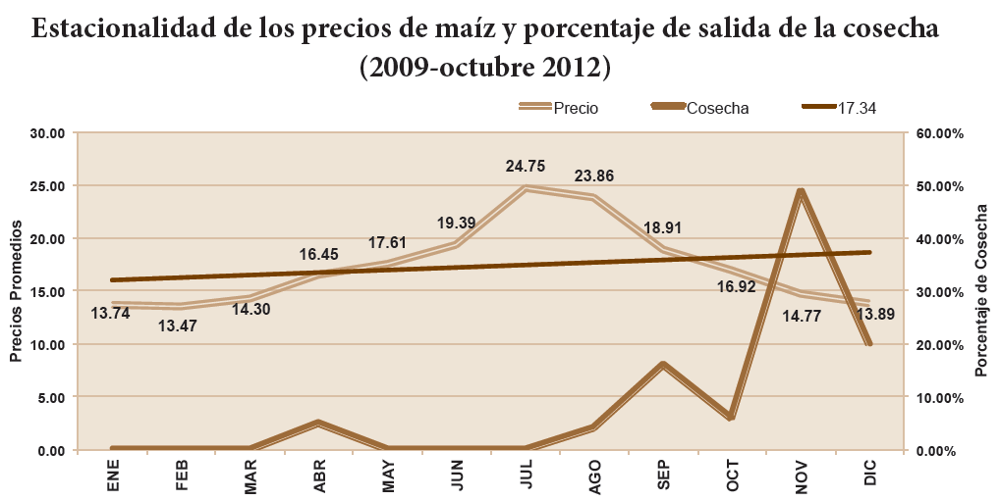 Estacionalidad de los precios de maíz y porcentaje de salida de la cosecha
(2009-octubre 2012)
Precio
Cosecha
17.34
30.00
25.00
20.00
15.00
10.00
5.00
0.00
Precios Promedios
60.00%
50.00%
40.00%
30.00%
20.00%
10.00%
0.00%
Porcentaje de Cosecha
13.74
13.47
14.30
16.45
17.61
19.39
24.75
23.86
18.91
16.92
14.77
13.89
ENE
FEB
MAR
ABR
MAY
JUN
JUL
AGO
SEP
OCT
NOV
DIC